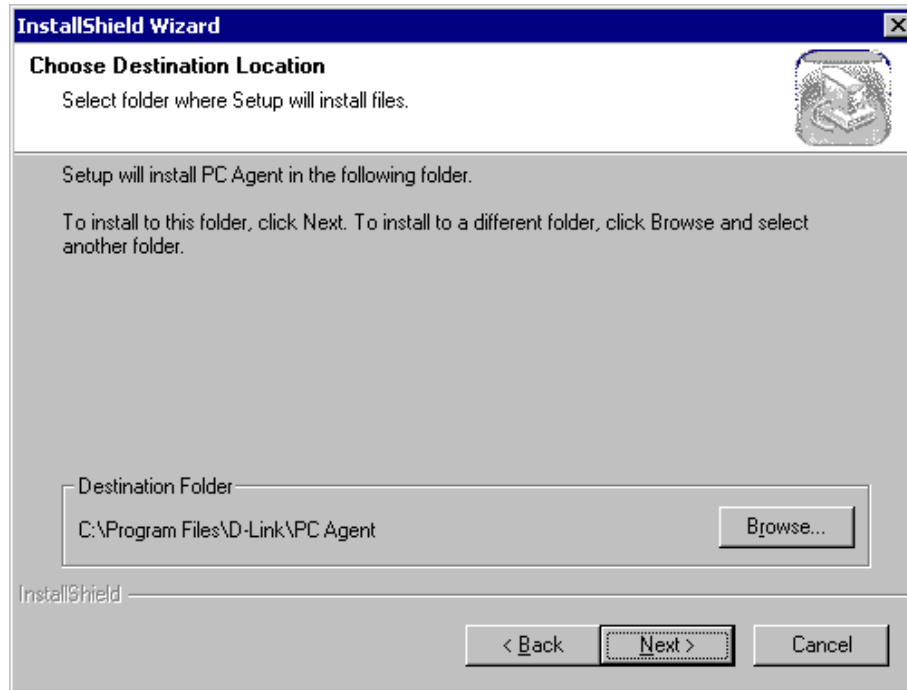 InstallShield Wizard
Choose Destination Location
Select folder where Setup will install files.
Setup will install PC Agent in the following folder.
To install to this folder, click Next. To install to a different folder, click Browse and select
another folder.
Destination Folder
C:\Program Files\D-Link\PC Agent
Browse...
InstallShield
< Back
Next >
Cancel